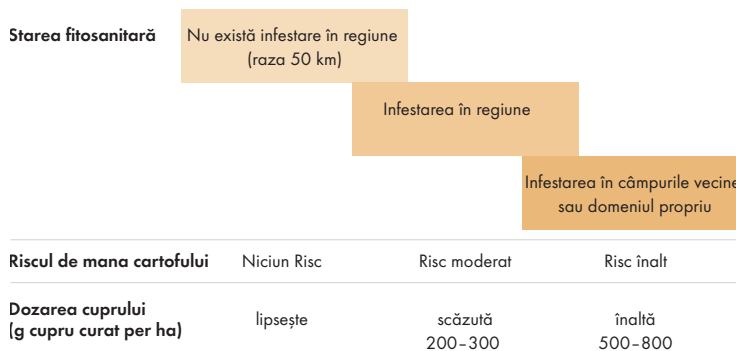 Starea fitosanitară
Nu există infestare în regiune
(raza 50 km)
Infestarea în regiune
Infestarea în câmpurile vecine
sau domeniul propriu
Riscul de mana cartofului Niciun Risc Risc moderat Risc înalt
Dozarea cuprului
(g cupru curat per ha)
lipsește
scăzută
200–300
înaltă
500–800